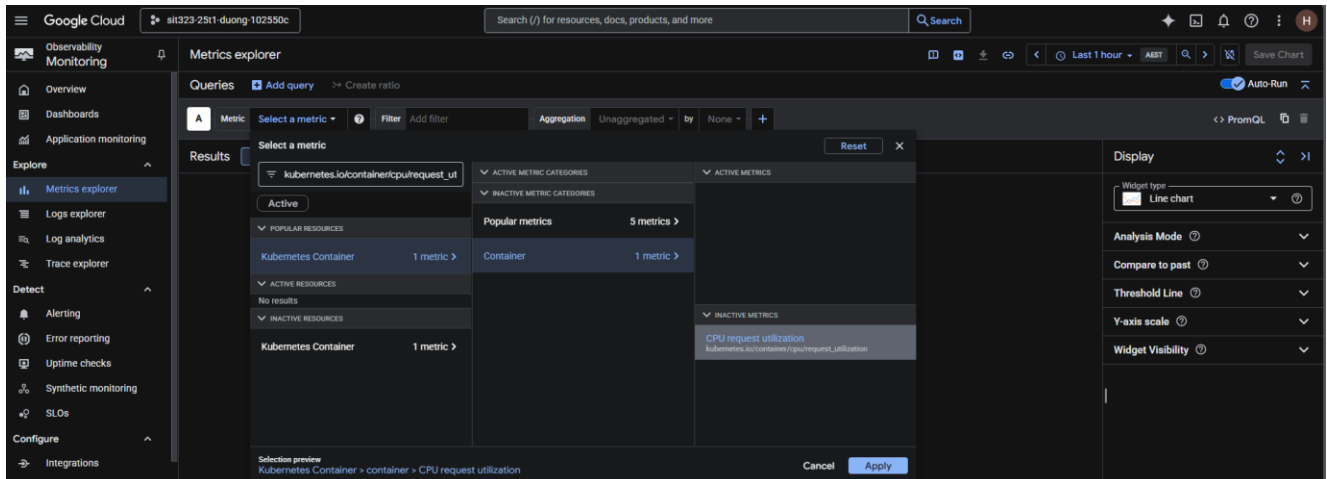 Google Cloud
sit323-25t1-duong-102550c
Search (/) for resources, docs, products, and more
Search
H
Observability
Monitoring
Metrics explorer
Last 1 hour
AEST
Save Chart
Overview
Dashboards
Application monitoring
Explore
Metrics explorer
Logs explorer
Log analytics
Trace explorer
Detect
Alerting
Error reporting
Uptime checks
Synthetic monitoring
SLOs
Configure
Integrations
Queries
Add query
Create ratio
Auto-Run
A
Metric
Select a metric
Filter
Add filter
Aggregation
Unaggregated
by
None
<> PromQL
Results
Select a metric
Reset
kubernetes.io/container/cpu/request_ut
Active
POPULAR RESOURCES
Kubernetes Container
1 metric
ACTIVE RESOURCES
No results
INACTIVE RESOURCES
Kubernetes Container
1 metric
ACTIVE METRIC CATEGORIES
INACTIVE METRIC CATEGORIES
Popular metrics
5 metrics
Container
1 metric
ACTIVE METRICS
INACTIVE METRICS
CPU request utilization
kubernetes.io/container/cpu/request_utilization
Selection preview
Kubernetes Container > container > CPU request utilization
Cancel
Apply
Display
Widget type
Line chart
Analysis Mode
Compare to past
Threshold Line
Y-axis scale
Widget Visibility